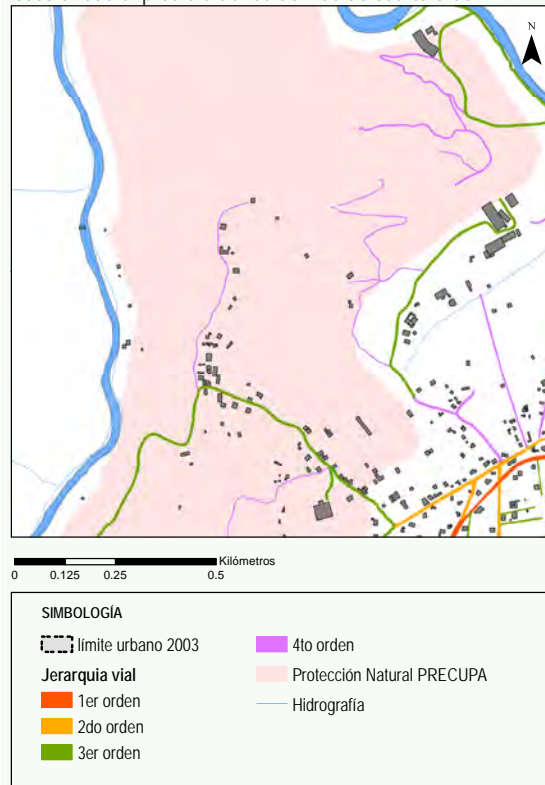 N
Kilómetros
0 0.125 0.25 0.5
SIMBOLOGÍA
límite urbano 2003
Jerarquia vial
1er orden
2do orden
3er orden
4to orden
Protección Natural PRECUPA
Hidrografía